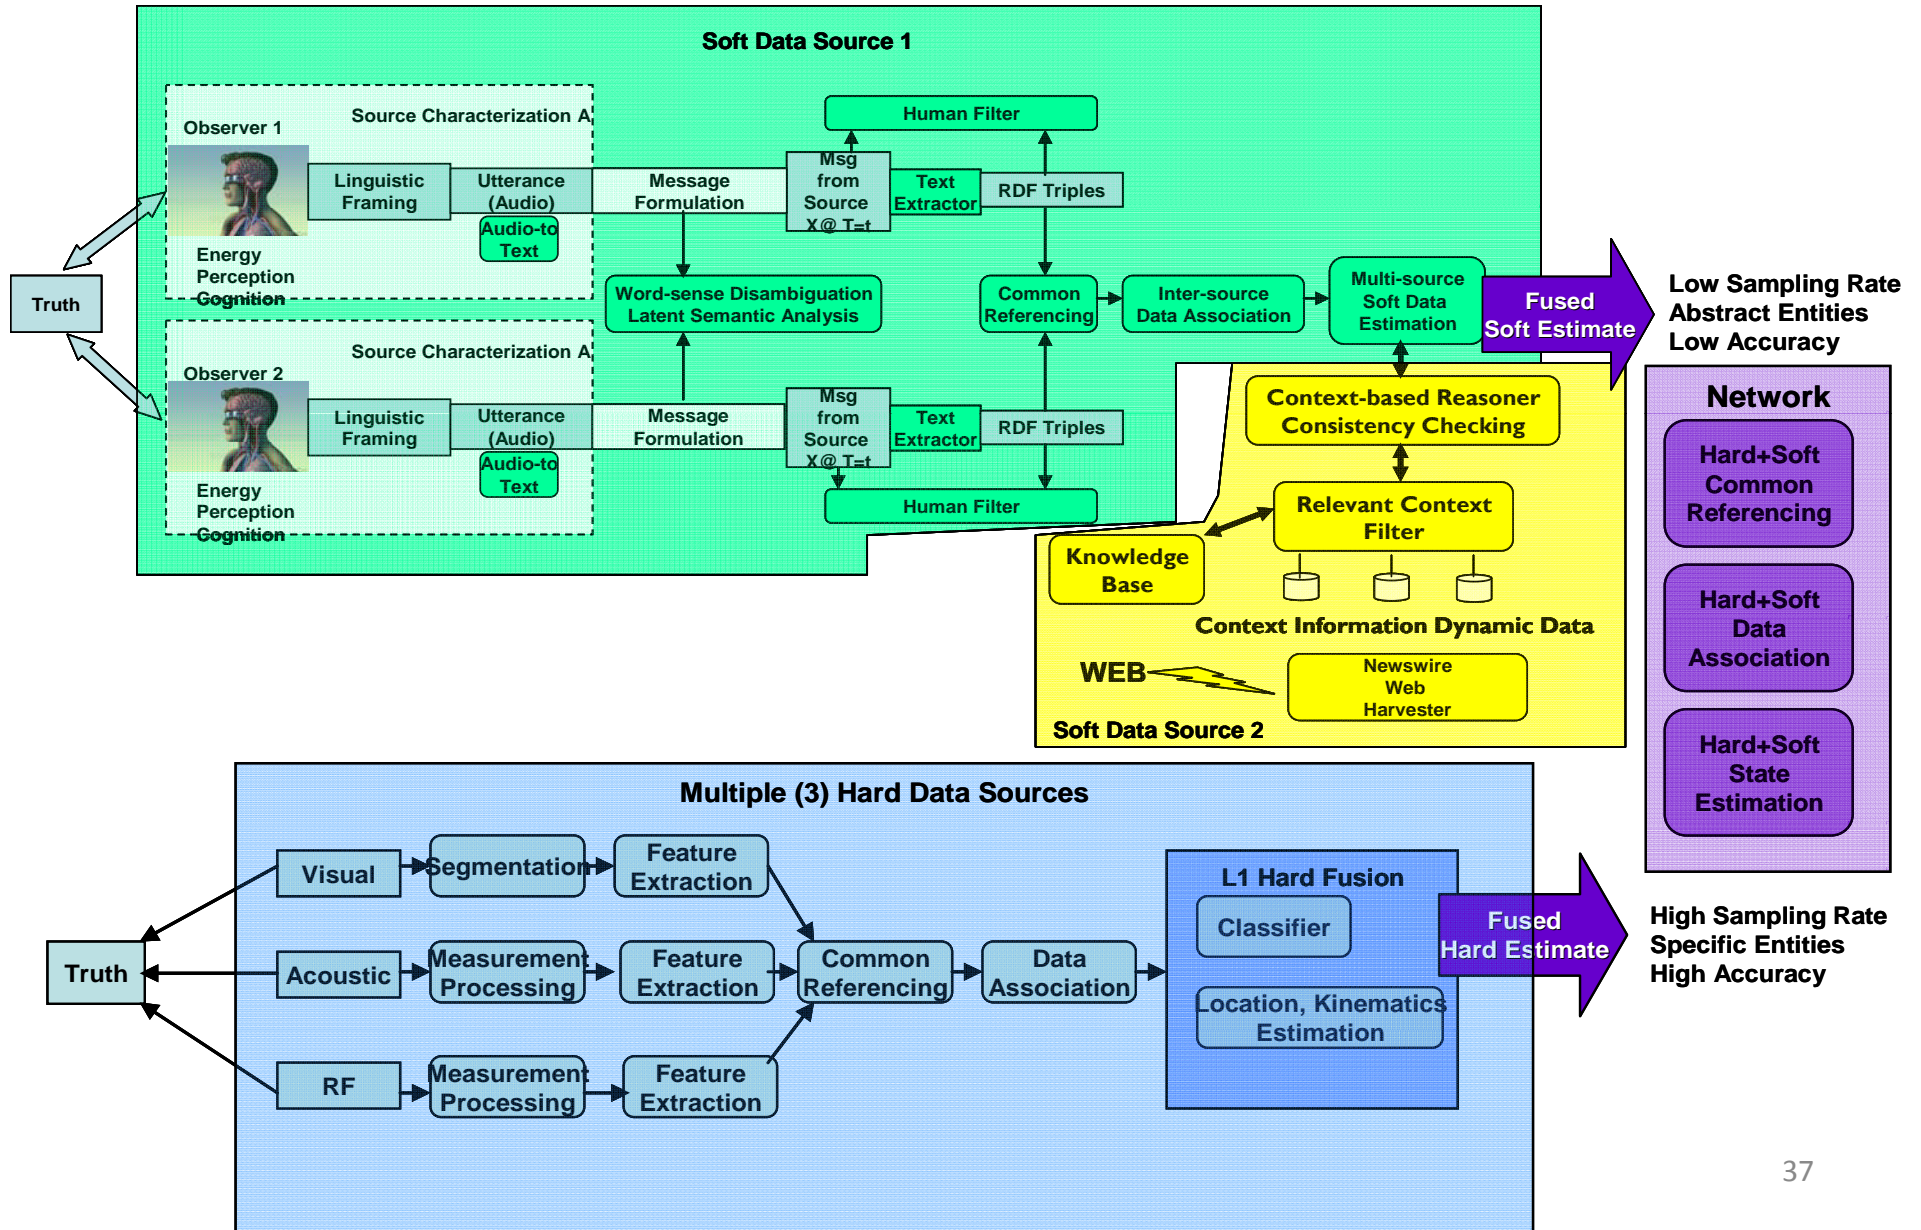 Soft Data Source 1
Source Characterization A
Observer 1
Linguistic
Framing
Utterance
(Audio)
Audio-to
Text
Energy
Perception
Cognition
Message
Formulation
Human Filter
Msg
from
Source
X@ T=t
Text
Extractor
RDF Triples
Truth
Word-sense Disambiguation
Latent Semantic Analysis
Common
Referencing
Inter-source
Data Association
Multi-source
Soft Data
Estimation
Fused
Soft Estimate
Low Sampling Rate
Abstract Entities
Low Accuracy
Source Characterization A
Observer 2
Linguistic
Framing
Utterance
(Audio)
Audio-to
Text
Energy
Perception
Cognition
Message
Formulation
Msg
from
Source
X@ T=t
Text
Extractor
RDF Triples
Human Filter
Context-based Reasoner
Consistency Checking
Relevant Context
Filter
Knowledge
Base
Context Information Dynamic Data
WEB
Newswire
Web
Harvester
Soft Data Source 2
Network
Hard+Soft
Common
Referencing
Hard+Soft
Data
Association
Hard+Soft
State
Estimation
Multiple (3) Hard Data Sources
Visual
Segmentation
Feature
Extraction
Truth
Acoustic
Measurement
Processing
Feature
Extraction
Common
Referencing
Data
Association
RF
Measurement
Processing
Feature
Extraction
L1 Hard Fusion
Classifier
Location, Kinematics
Estimation
Fused
Hard Estimate
High Sampling Rate
Specific Entities
High Accuracy
37